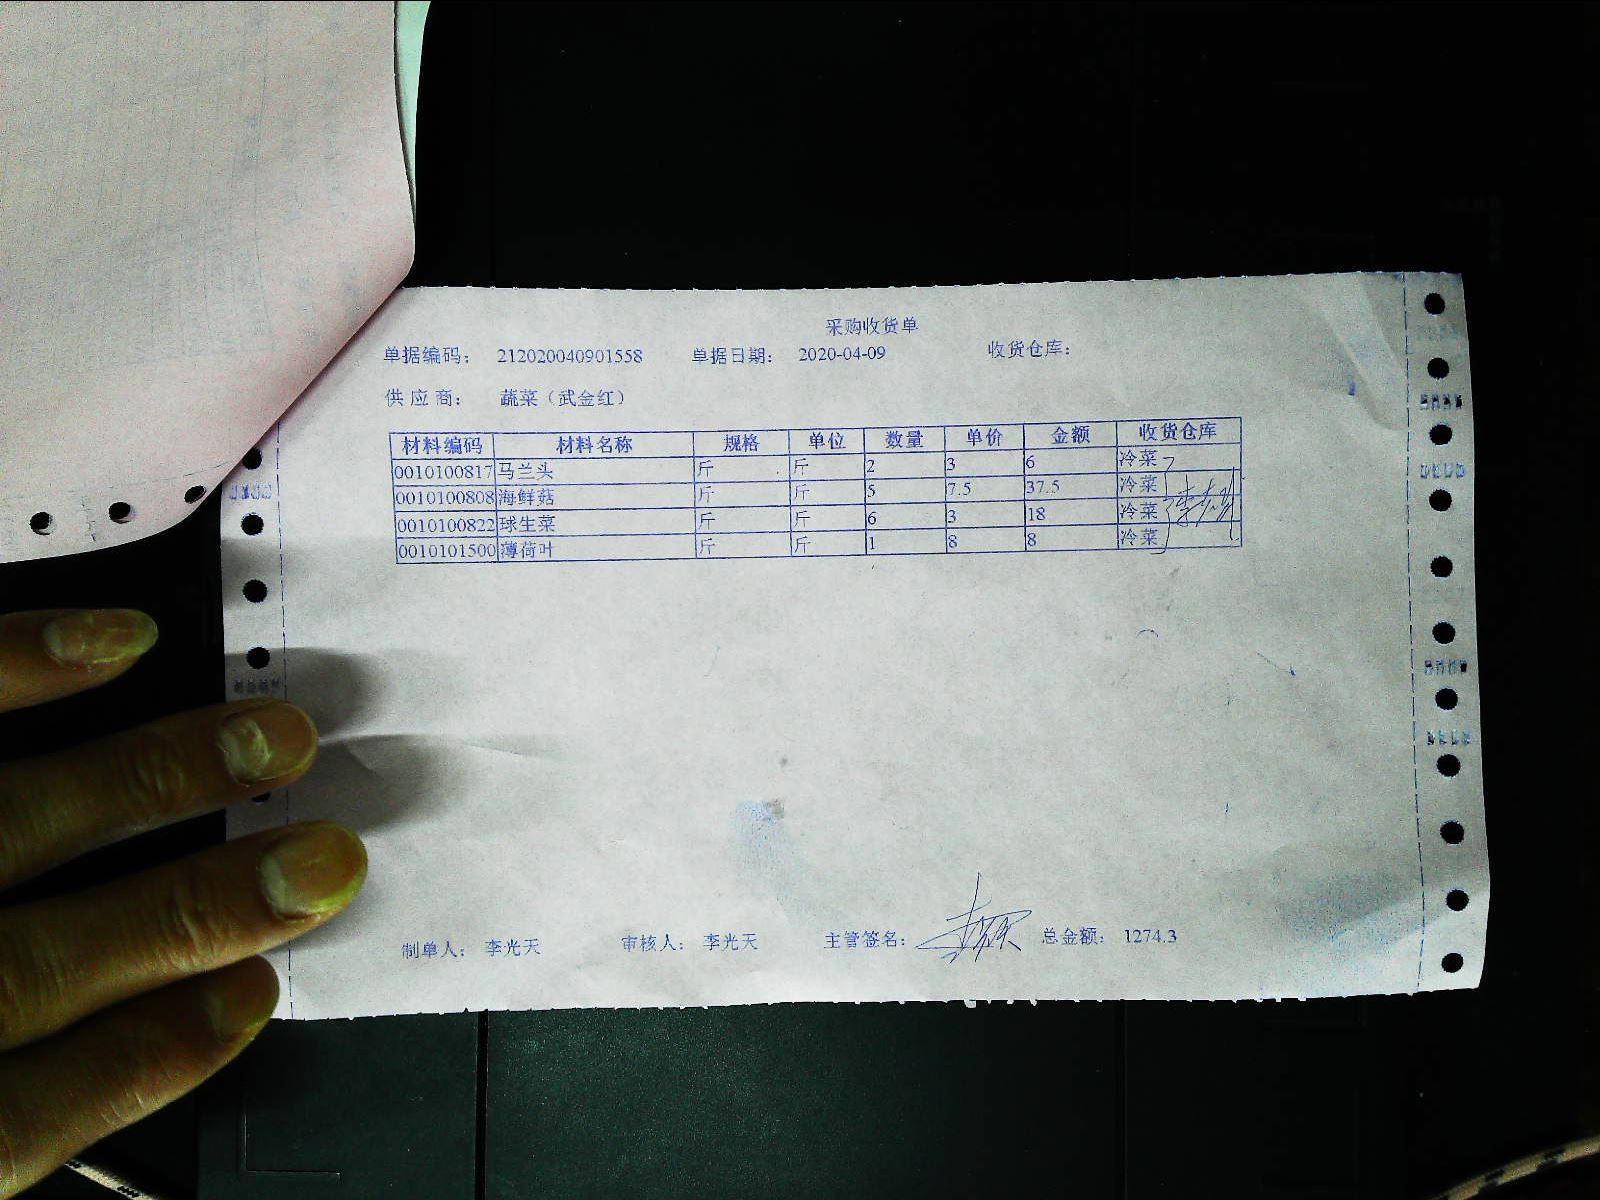 采购收货单
单据编码： 212020040901558 单据日期： 2020-04-09 收货仓库：
供应商： 蔬菜（武金红）
材料编码 材料名称 规格 单位 数量 单价 金额 收货仓库
0010100817 马兰头 斤 斤 2 3 6 冷菜
0010100808 海鲜菇 斤 斤 5 7.5 37.5 冷菜
0010100822 球生菜 斤 斤 6 3 18 冷菜
0010101500 薄荷叶 斤 斤 1 8 8 冷菜
制单人： 李光天 审核人： 李光天 主管签名： 总金额： 1274.3